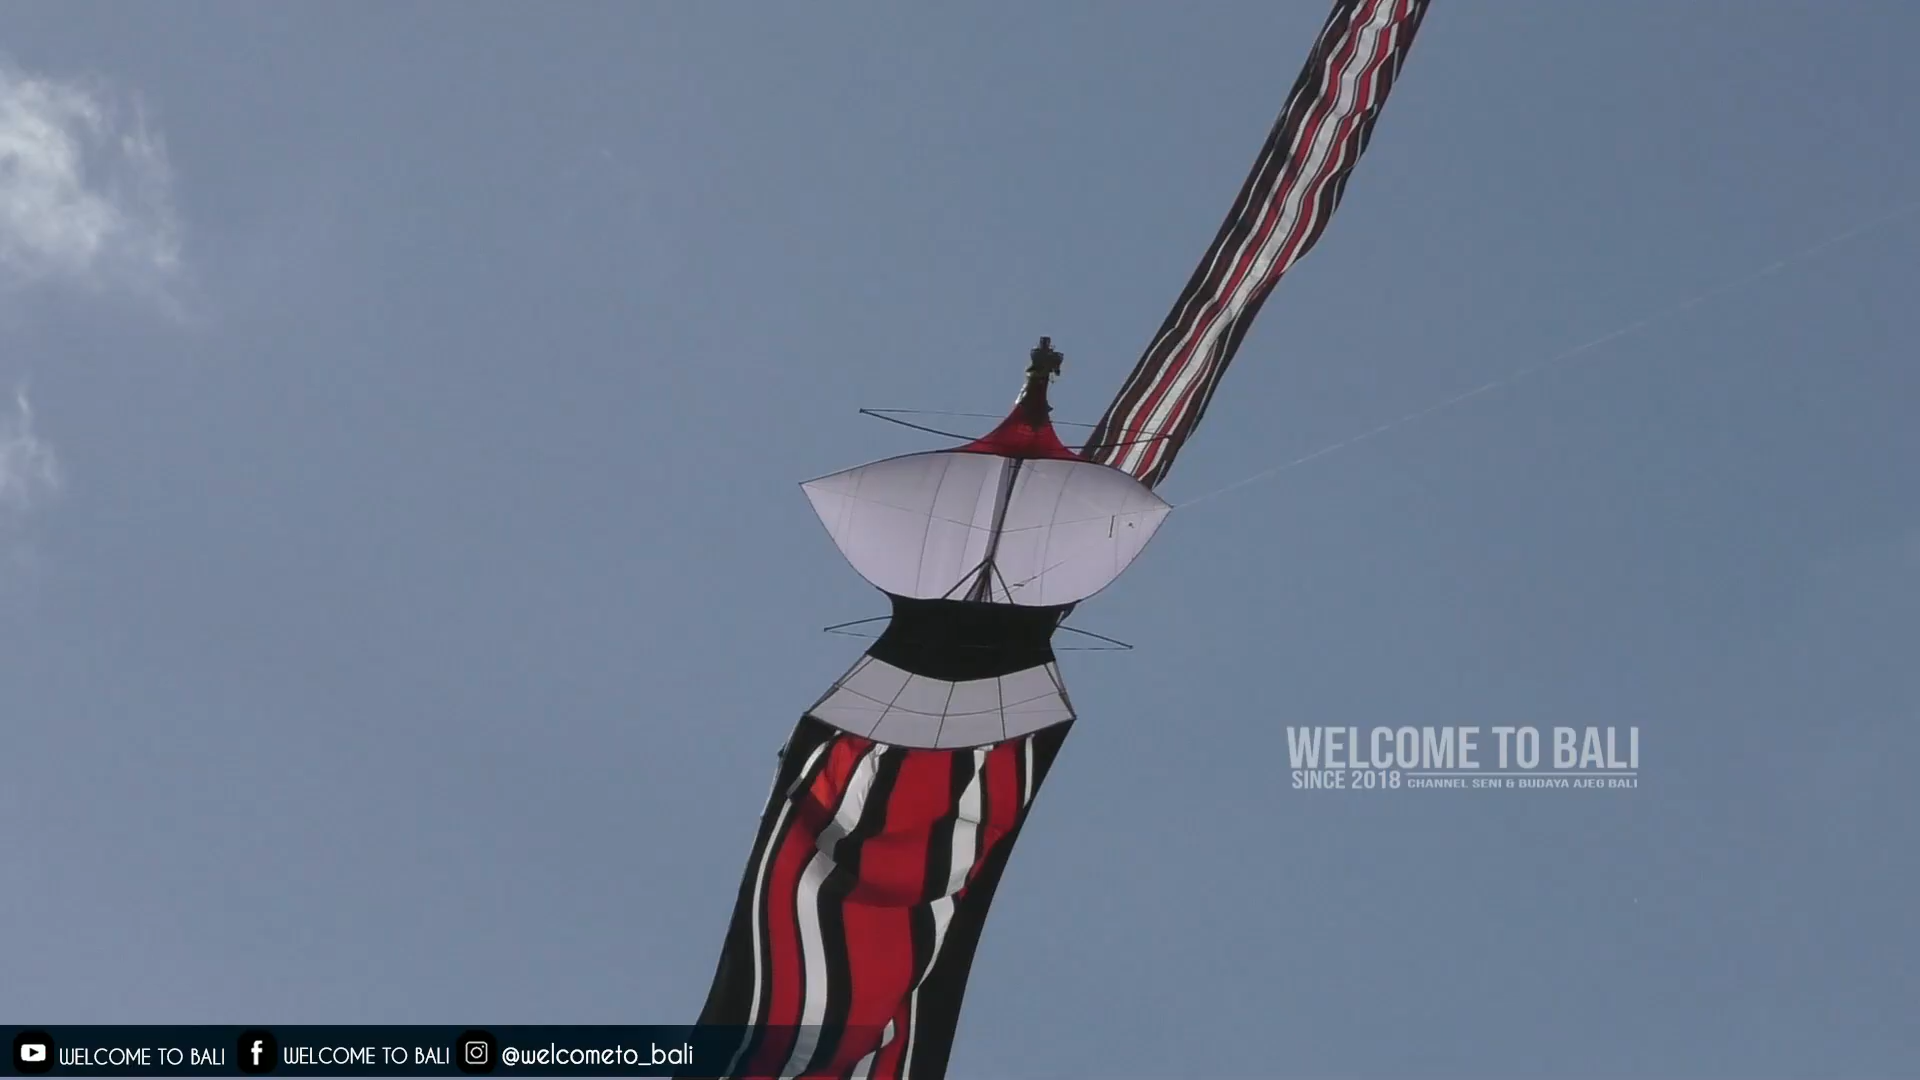 WELCOME TO BALI
SINCE 2018 CHANNEL SENI & BUDAYA AJEG BALI
WELCOME TO BALI WELCOME TO BALI @welcometo_bali